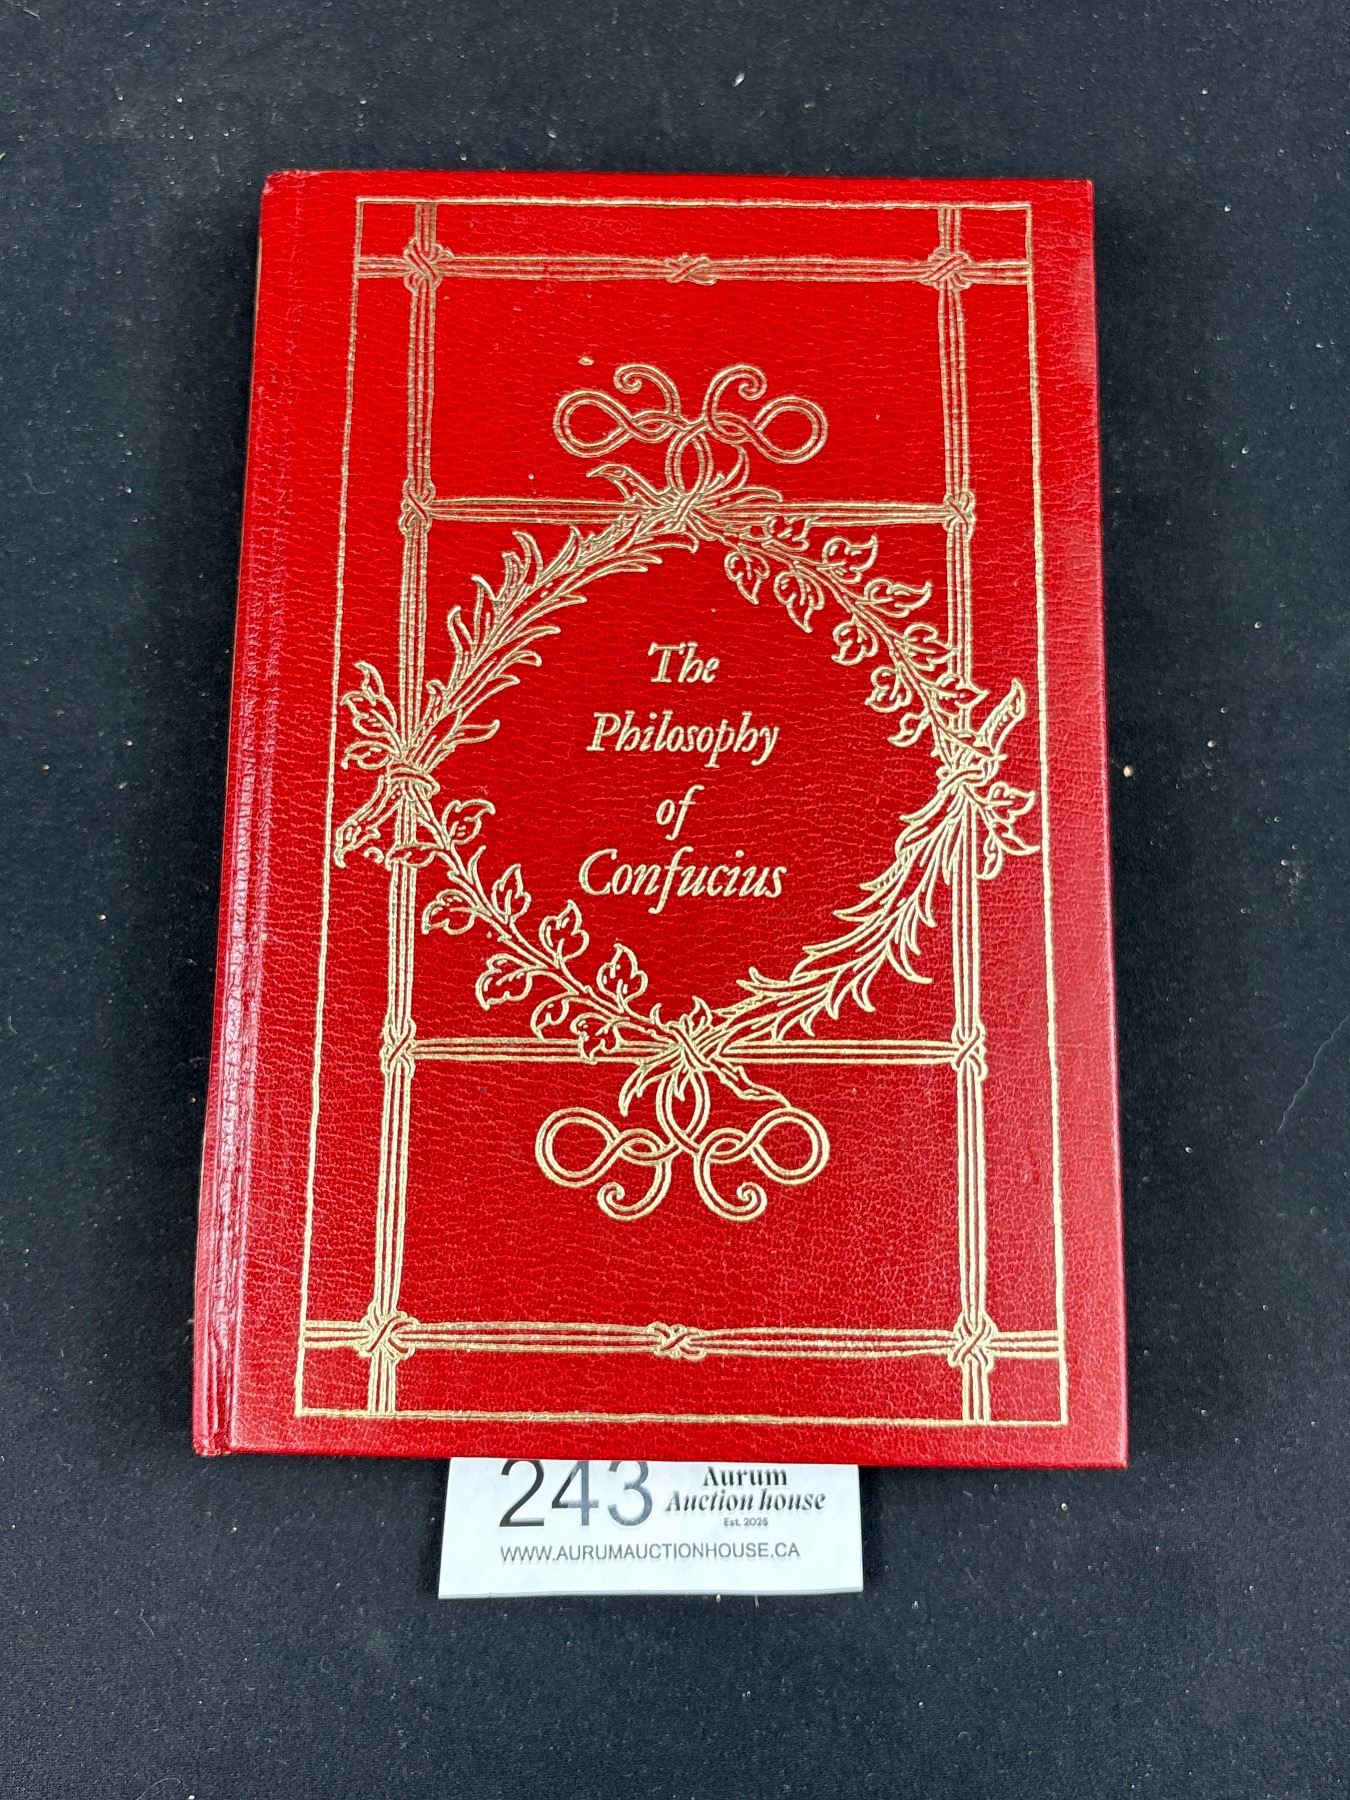 The
Philosophy
of
Confucius
243
Aurum
Auction house
Est. 2025
WWW.AURUMAUCTIONHOUSE.CA